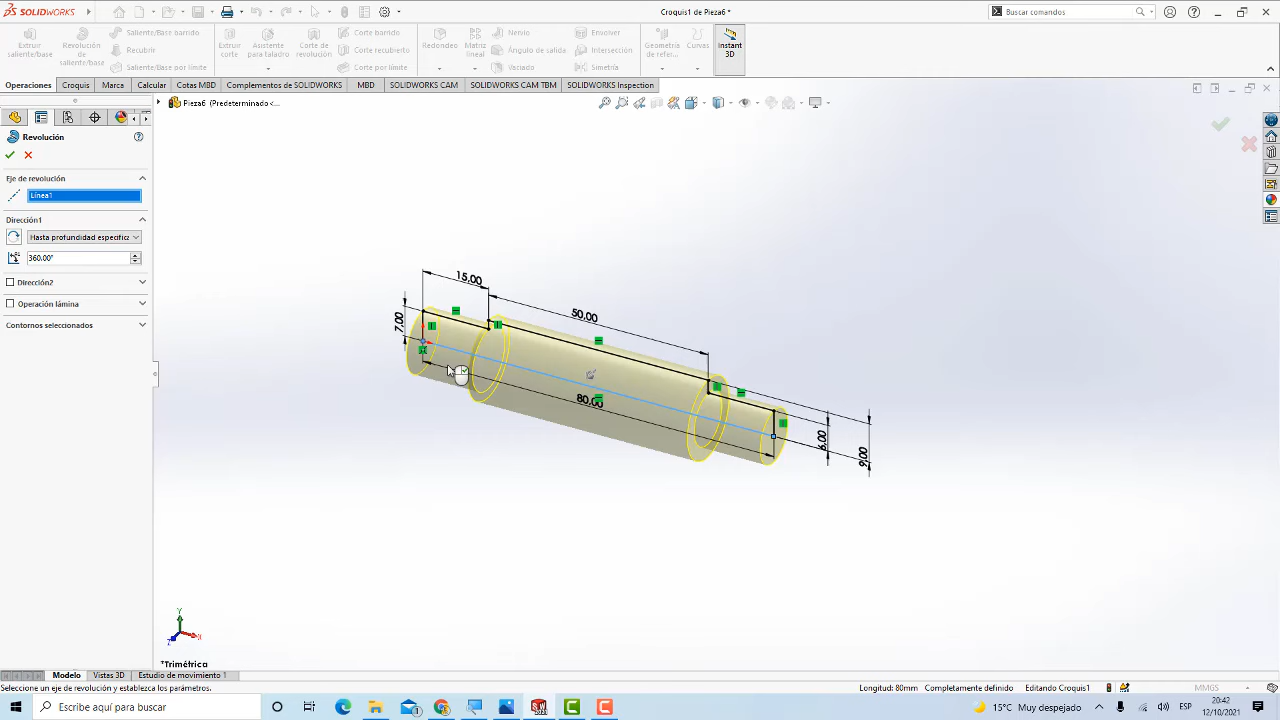 SOLIDWORKS
Croquis1 de Pieza6 *
Buscar comandos
Extruir saliente/base
Revolución de saliente/base
Saliente/Base barrido
Recubrir
Saliente/Base por límite
Extruir corte
Asistente para taladro
Corte de revolución
Corte barrido
Corte recubierto
Corte por límite
Redondeo
Matriz lineal
Nervio
Ángulo de salida
Vaciado
Envolver
Intersección
Simetría
Geometría de refer...
Curvas
Instant 3D
Operaciones
Croquis
Marca
Calcular
Cotas MBD
Complementos de SOLIDWORKS
MBD
SOLIDWORKS CAM
SOLIDWORKS CAM TBM
SOLIDWORKS Inspection
Pieza6 (Predeterminado <...
Revolución
Eje de revolución
Línea1
Dirección1
Hasta profundidad especific
360.00°
Dirección2
Operación lámina
Contornos seleccionados
15.00
50.00
7.00
80.00
6.00
9.00
Y
X
Z
*Trimétrica
Modelo
Vistas 3D
Estudio de movimiento 1
Seleccione un eje de revolución y establezca los parámetros.
Longitud: 80mm
Completamente definido
Editando Croquis1
MMGS
Escribe aquí para buscar
15°C Muy despejado
ESP
20:42
12/10/2021